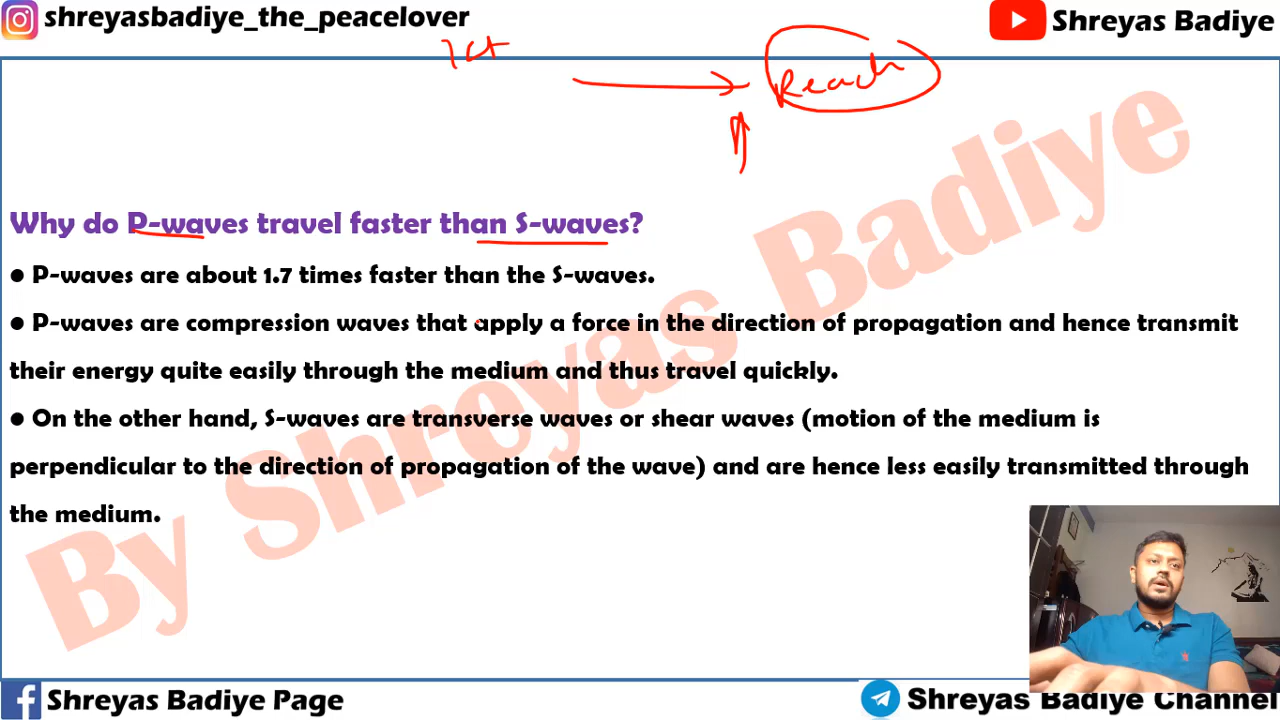 shreyasbadiye_the_peacelover
Shreyas Badiye
1st
Reach
Why do P-waves travel faster than S-waves?
● P-waves are about 1.7 times faster than the S-waves.
● P-waves are compression waves that apply a force in the direction of propagation and hence transmit
their energy quite easily through the medium and thus travel quickly.
● On the other hand, S-waves are transverse waves or shear waves (motion of the medium is
perpendicular to the direction of propagation of the wave) and are hence less easily transmitted through
the medium.
By Shreyas Badiye
Shreyas Badiye Page
Shreyas Badiye Channel